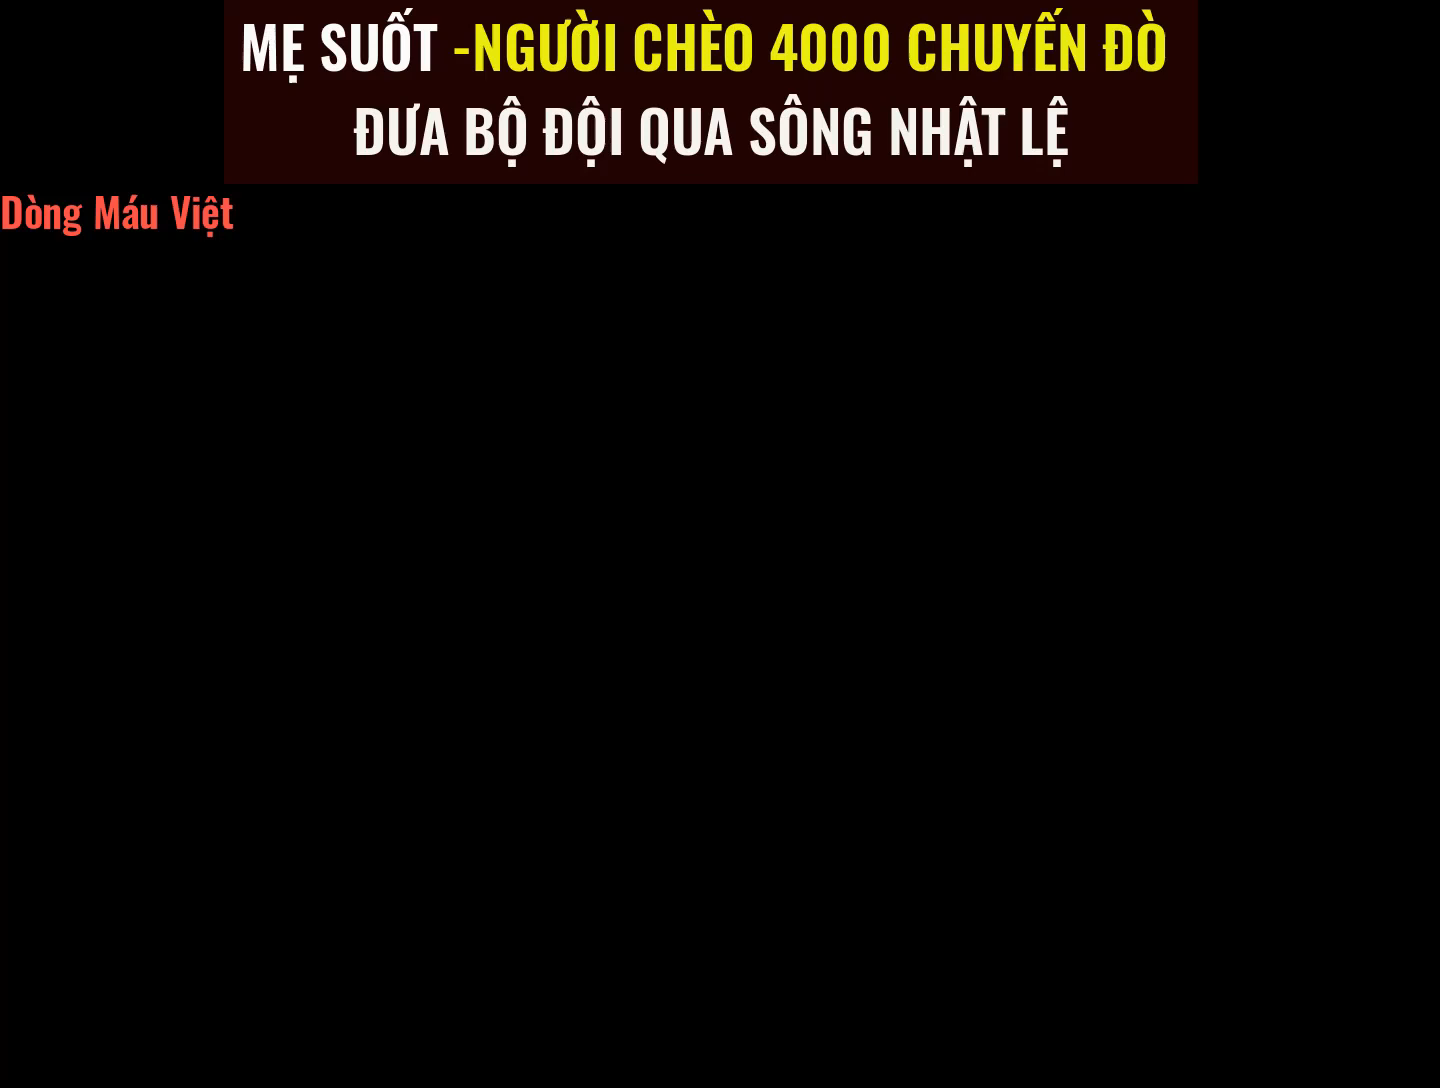 MẸ SUỐT -NGƯỜI CHÈO 4000 CHUYẾN ĐÒ
ĐƯA BỘ ĐỘI QUA SÔNG NHẬT LỆ
Dòng Máu Việt